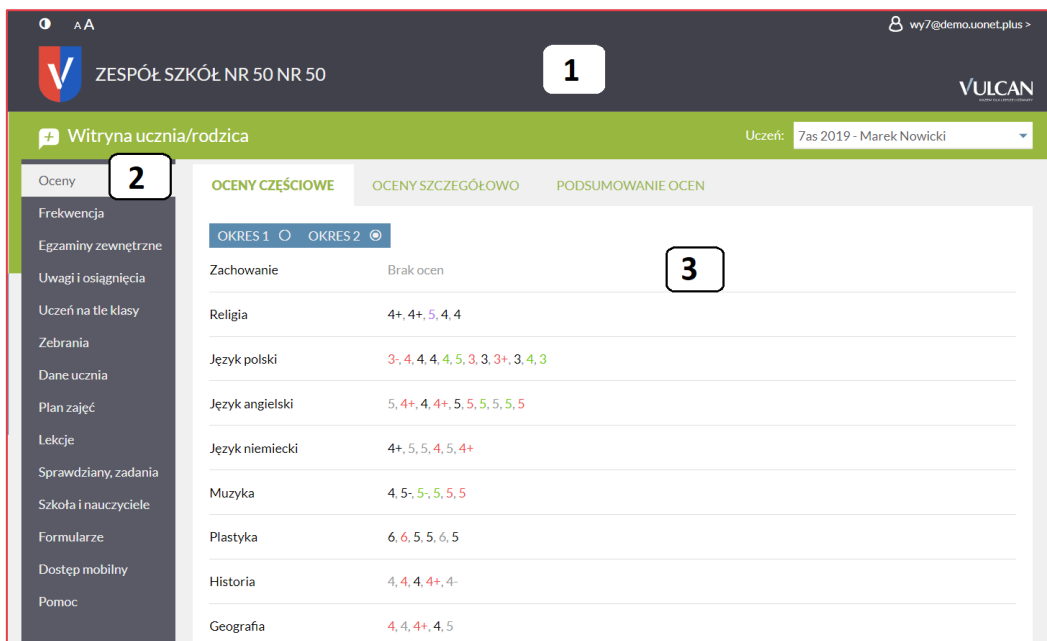 A A
wy7@demo.uonet.plus >
ZESPÓŁ SZKÓŁ NR 50 NR 50
1
VULCAN
Witryna ucznia/rodzica
Uczeń: 7as 2019 - Marek Nowicki
2
Oceny
Frekwencja
Egzaminy zewnętrzne
Uwagi i osiągnięcia
Uczeń na tle klasy
Zebrania
Dane ucznia
Plan zajęć
Lekcje
Sprawdziany, zadania
Szkoła i nauczyciele
Formularze
Dostęp mobilny
Pomoc
OCENY CZĘŚCIOWE OCENY SZCZEGÓŁOWO PODSUMOWANIE OCEN
OKRES 1 OKRES 2
3
Zachowanie Brak ocen
Religia 4+, 4+, 5, 4, 4
Język polski 3-, 4, 4, 4, 4, 5, 3, 3, 3+, 3, 4, 3
Język angielski 5, 4+, 4, 4+, 5, 5, 5, 5, 5, 5
Język niemiecki 4+, 5, 5, 4, 5, 4+
Muzyka 4, 5-, 5-, 5, 5, 5
Plastyka 6, 6, 5, 5, 6, 5
Historia 4, 4, 4, 4+, 4-
Geografia 4, 4, 4+, 4, 5